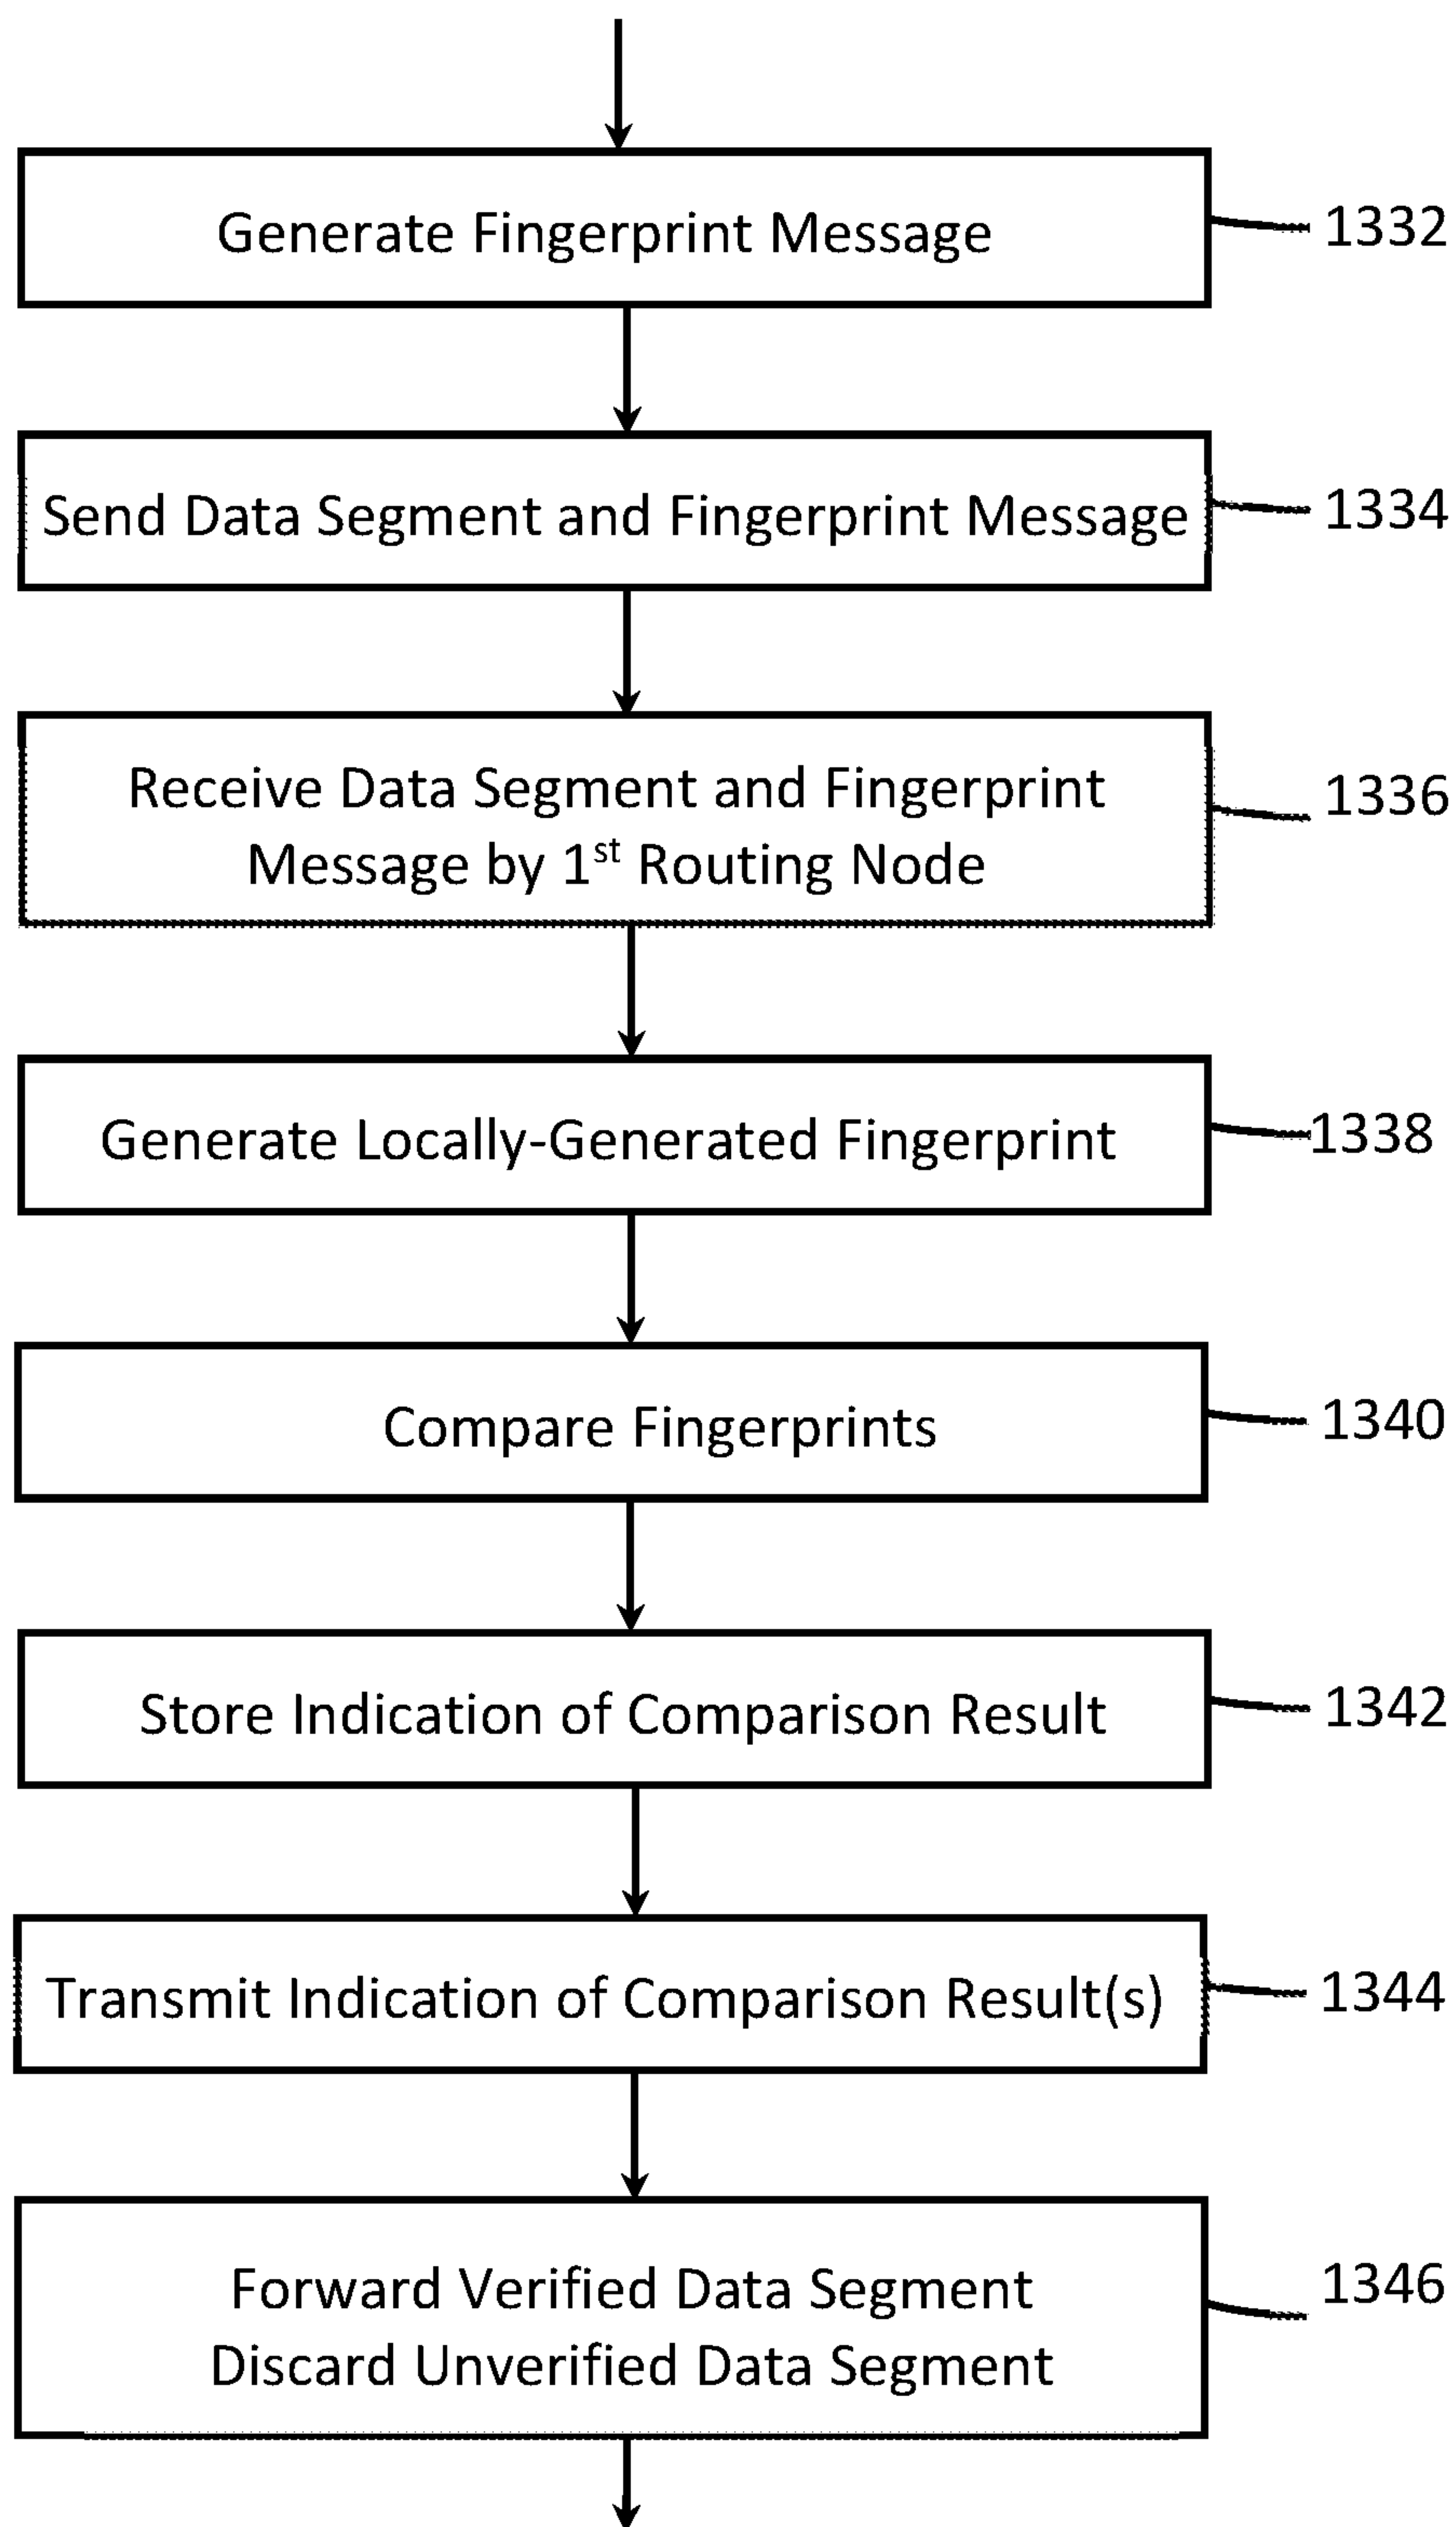 Generate Fingerprint Message
1332
Send Data Segment and Fingerprint Message
1334
Receive Data Segment and Fingerprint
Message by 1st Routing Node
1336
Generate Locally-Generated Fingerprint
1338
Compare Fingerprints
1340
Store Indication of Comparison Result
1342
Transmit Indication of Comparison Result(s)
1344
Forward Verified Data Segment
Discard Unverified Data Segment
1346